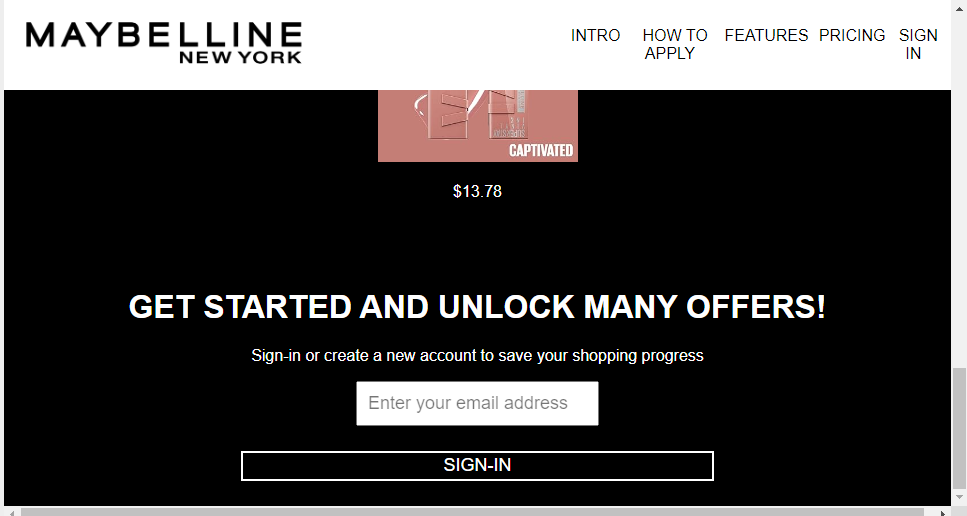 MAYBELLINE
NEW YORK
INTRO
HOW TO
APPLY
FEATURES
PRICING
SIGN
IN
CAPTIVATED
$13.78
GET STARTED AND UNLOCK MANY OFFERS!
Sign-in or create a new account to save your shopping progress
Enter your email address
SIGN-IN